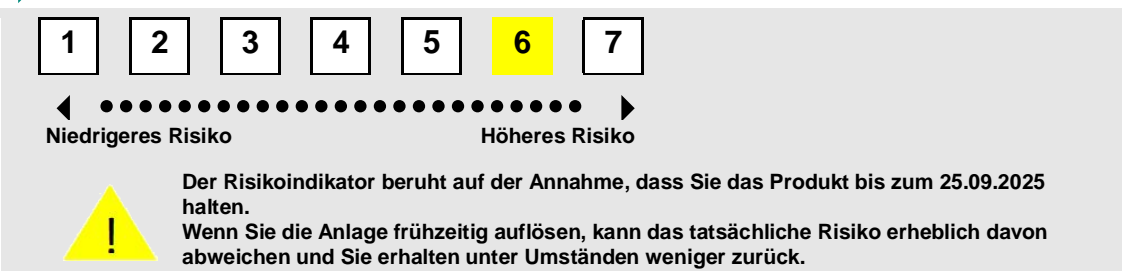 1 2 3 4 5 6 7
Niedrigeres Risiko Höheres Risiko
!
Der Risikoindikator beruht auf der Annahme, dass Sie das Produkt bis zum 25.09.2025
halten.
Wenn Sie die Anlage frühzeitig auflösen, kann das tatsächliche Risiko erheblich davon
abweichen und Sie erhalten unter Umständen weniger zurück.